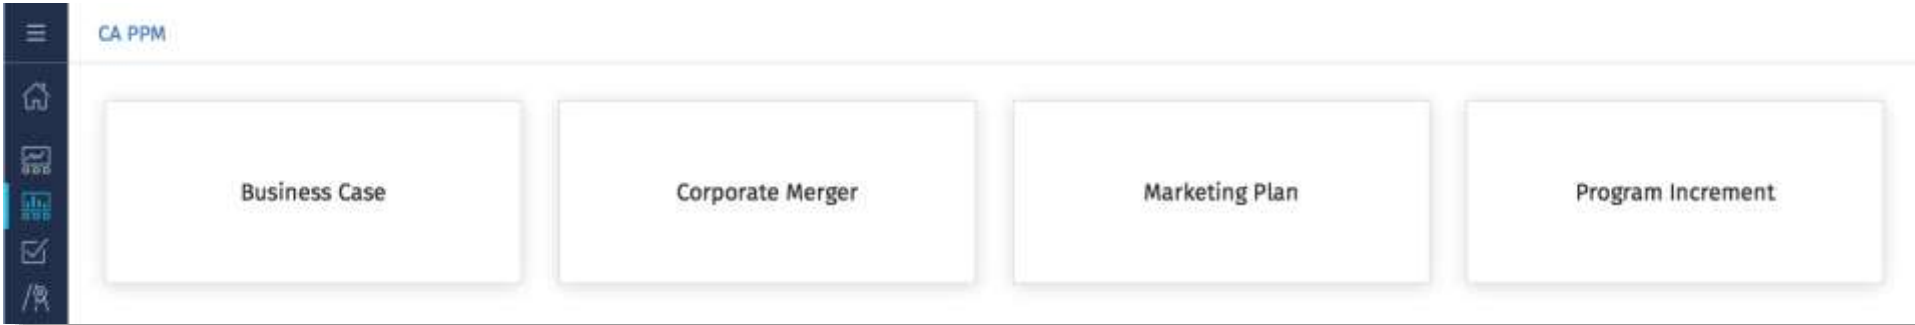 CA PPM
Business Case
Corporate Merger
Marketing Plan
Program Increment